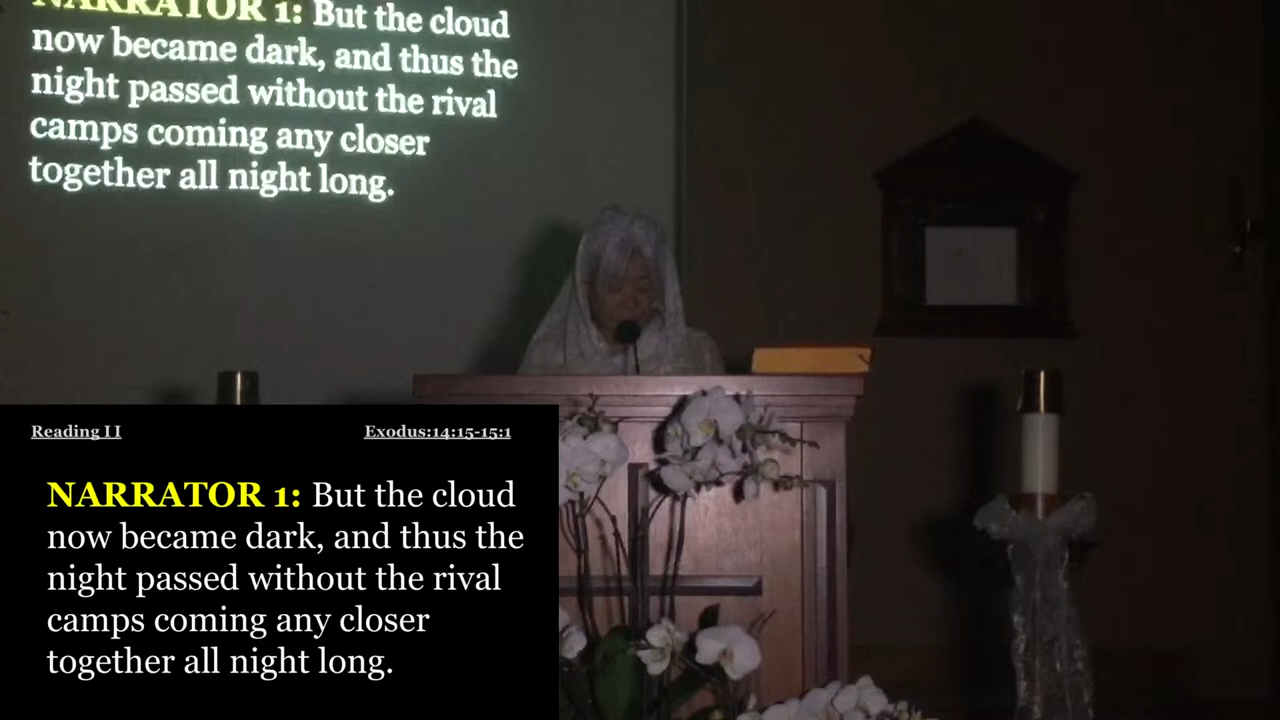 NARRATOR 1: But the cloud
now became dark, and thus the
night passed without the rival
camps coming any closer
together all night long.
Reading II
Exodus:14:15-15:1
NARRATOR 1: But the cloud
now became dark, and thus the
night passed without the rival
camps coming any closer
together all night long.